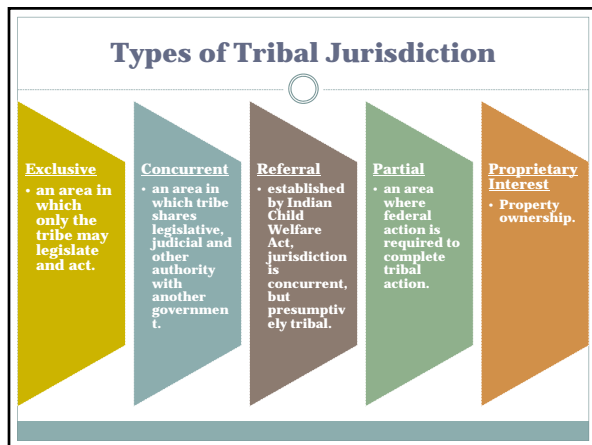 Types of Tribal Jurisdiction
Exclusive
• an area in
which
only the
tribe may
legislate
and act.
Concurrent
• an area in
which tribe
shares
legislative,
judicial and
other
authority
with
another
governmen
t.
Referral
• established
by Indian
Child
Welfare
Act,
jurisdiction
is
concurrent,
but
presumptiv
ely tribal.
Partial
• an area
where
federal
action is
required to
complete
tribal
action.
Proprietary
Interest
• Property
ownership.